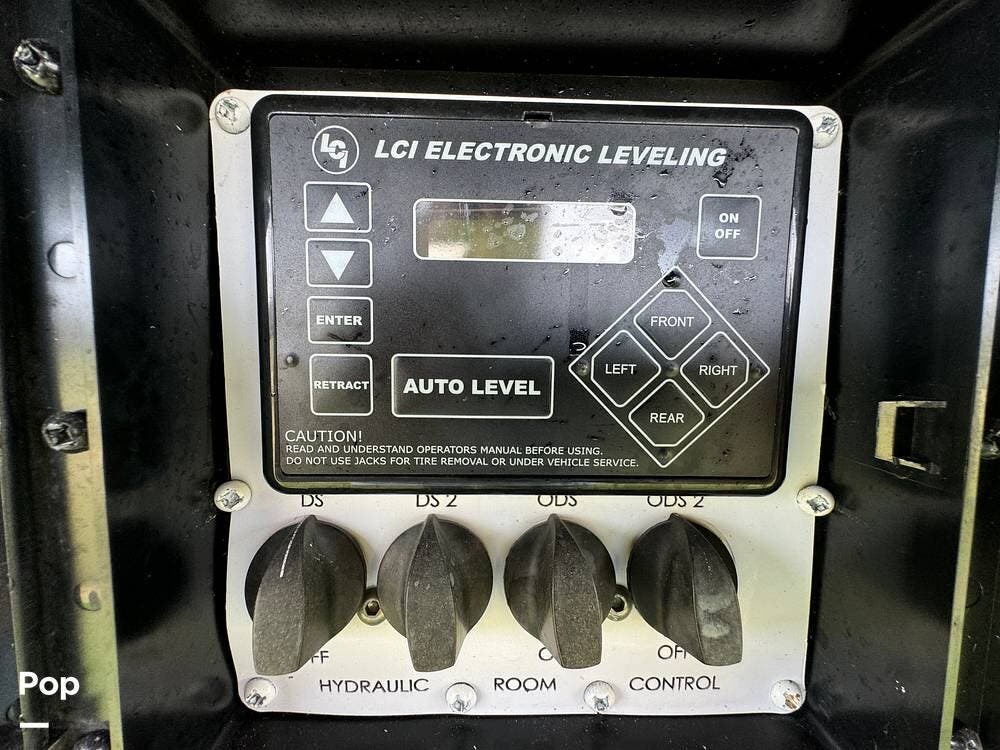 LCI
LCI ELECTRONIC LEVELING
ON
OFF
ENTER
RETRACT
AUTO LEVEL
FRONT
LEFT
RIGHT
REAR
CAUTION!
READ AND UNDERSTAND OPERATORS MANUAL BEFORE USING.
DO NOT USE JACKS FOR TIRE REMOVAL OR UNDER VEHICLE SERVICE.
DS DS 2 ODS ODS 2
HYDRAULIC ROOM CONTROL
Pop